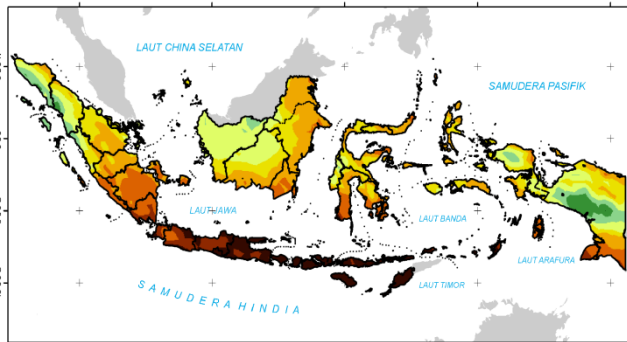 LAUT CHINA SELATAN
SAMUDERA PASIFIK
LAUT JAWA
LAUT BANDA
LAUT ARAFURA
LAUT TIMOR
SAMUDERA HINDIA